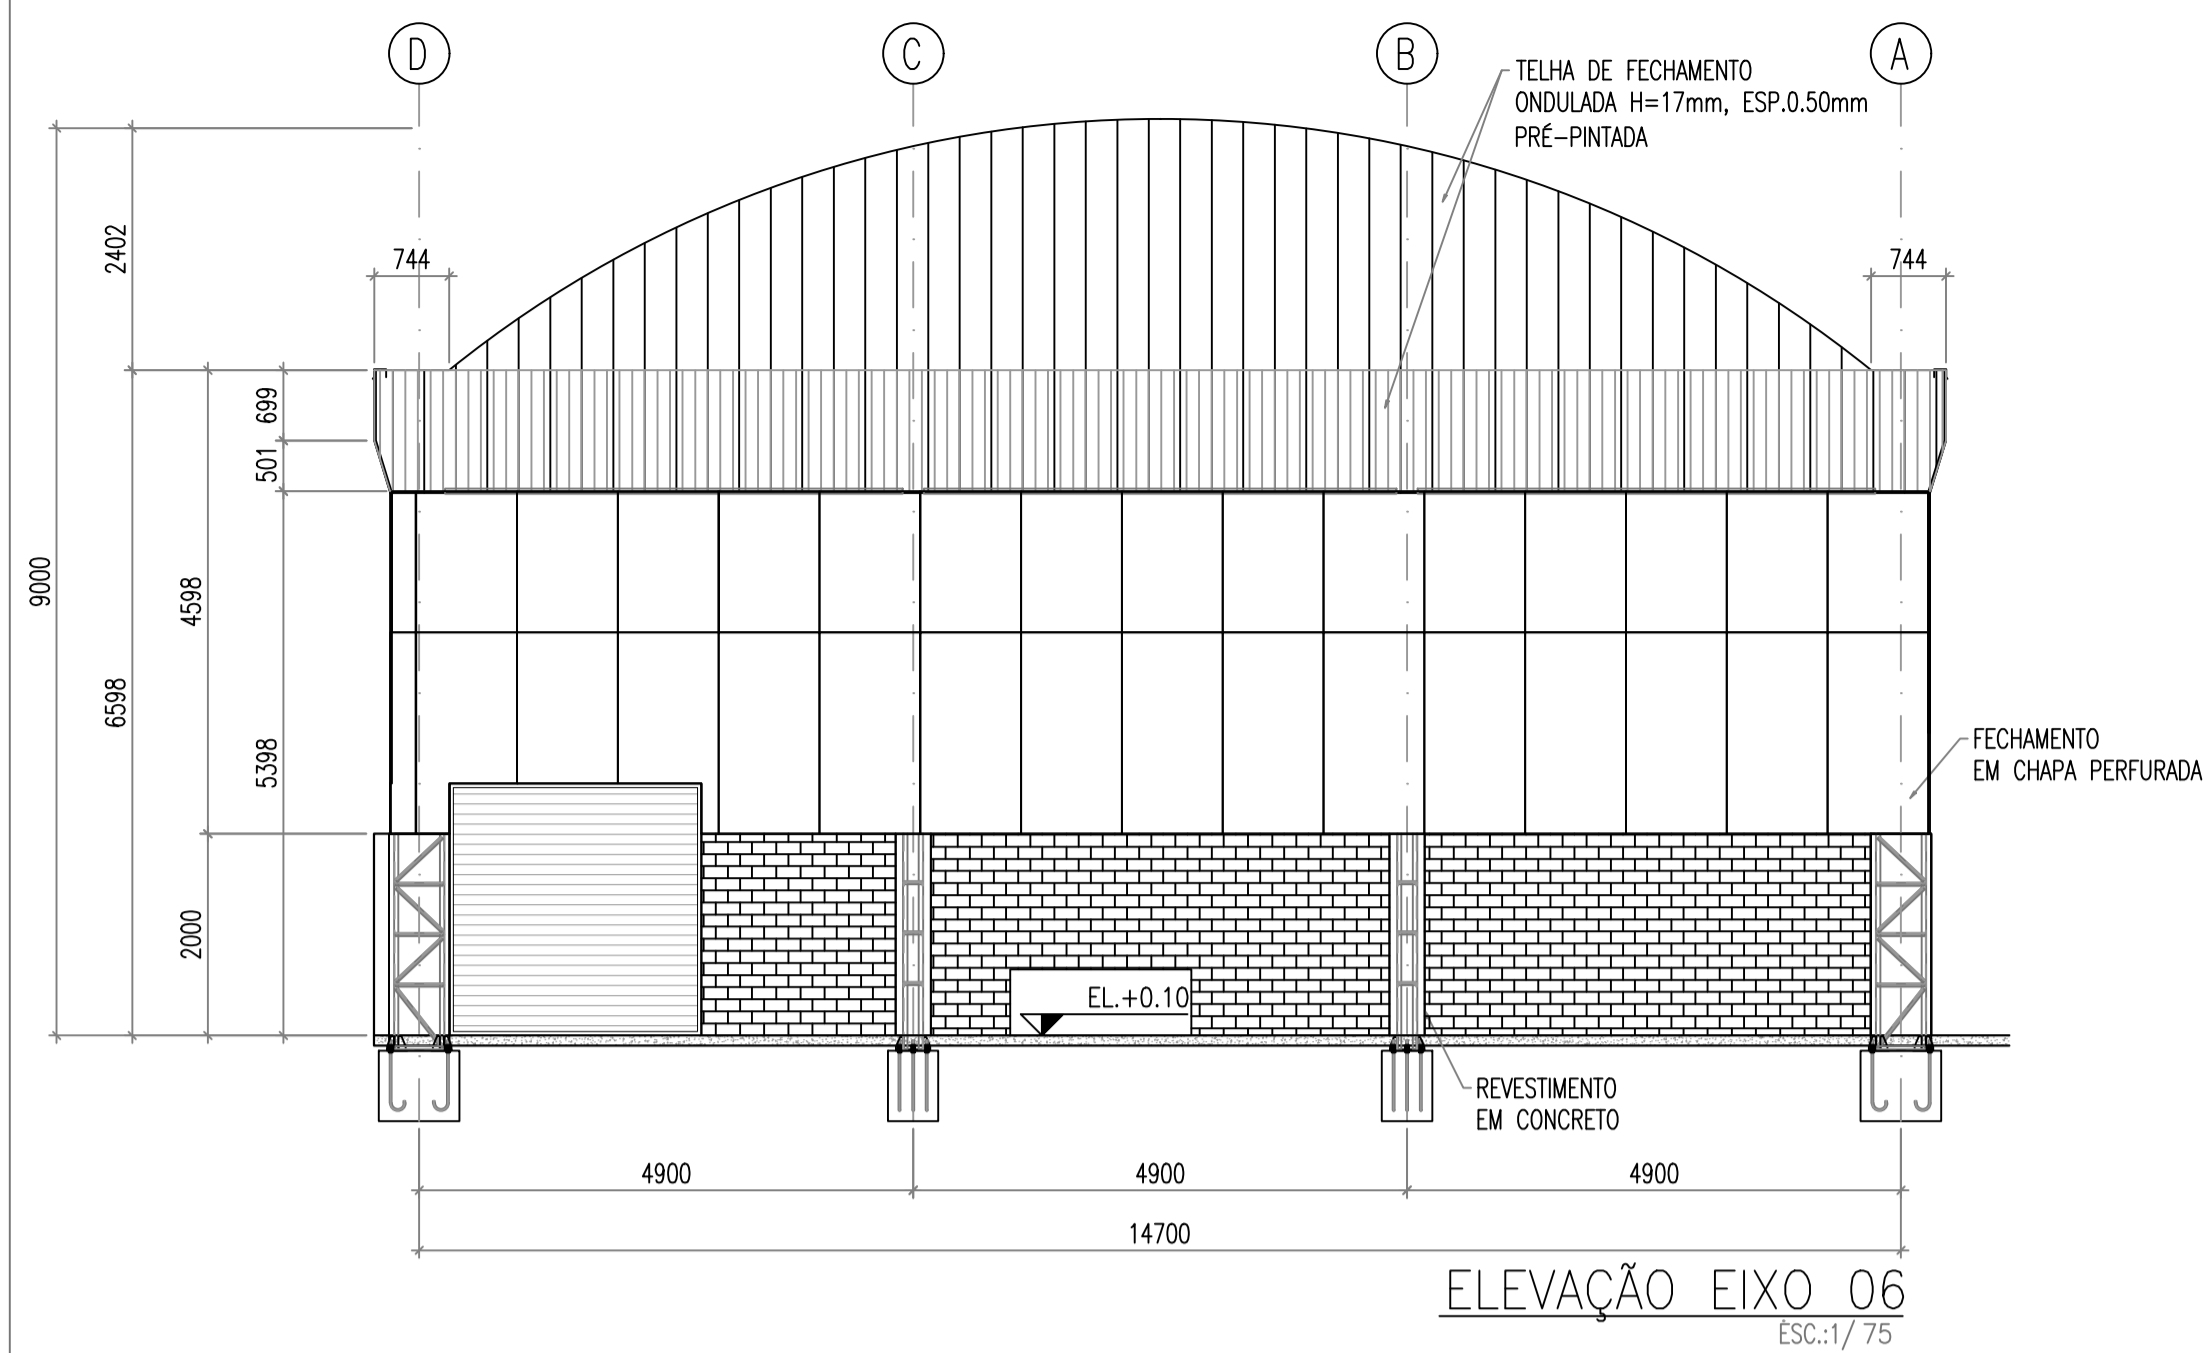 D
C
B
A
TELHA DE FECHAMENTO
ONDULADA H=17mm, ESP.0.50mm
PRÉ-PINTADA
2402
744
744
699
501
9000
4598
6598
5398
FECHAMENTO
EM CHAPA PERFURADA
2000
EL.+0.10
REVESTIMENTO
EM CONCRETO
4900
4900
4900
14700
ELEVAÇÃO EIXO 06
ESC.:1/75